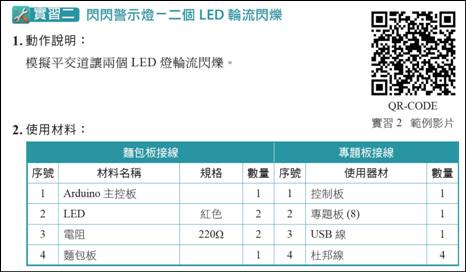 實習二 閃閃警示燈－二個 LED 輪流閃爍
1. 動作說明：
模擬平交道讓兩個 LED 燈輪流閃爍。
QR-CODE
實習 2 範例影片
2. 使用材料：
麵包板接線 專題板接線
序號 材料名稱 規格 數量 序號 使用器材 數量
1 Arduino 主控板 1 1 控制板 1
2 LED 紅色 2 2 專題板 (8) 1
3 電阻 220Ω 2 3 USB 線 1
4 麵包板 1 4 杜邦線 4